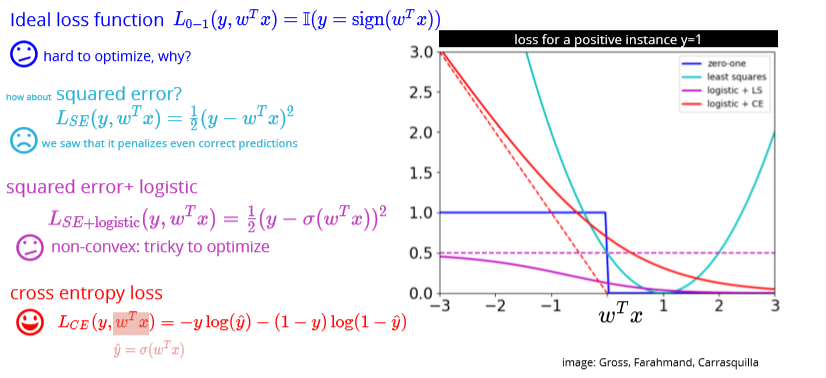 Ideal loss function L_{0-1}(y, w^T x) = 𝕀(y = sign(w^T x))
hard to optimize, why?
how about squared error?
L_{SE}(y, w^T x) = \frac{1}{2}(y - w^T x)^2
we saw that it penalizes even correct predictions
squared error+ logistic
L_{SE+logistic}(y, w^T x) = \frac{1}{2}(y - σ(w^T x))^2
non-convex: tricky to optimize
cross entropy loss
L_{CE}(y, w^T x) = -y log(ŷ) - (1 - y) log(1 - ŷ)
ŷ = σ(w^T x)
loss for a positive instance y=1
zero-one
least squares
logistic + LS
logistic + CE
3.0
2.5
2.0
1.5
1.0
0.5
0.0
−3 −2 −1 w^T x 1 2 3
image: Gross, Farahmand, Carrasquilla